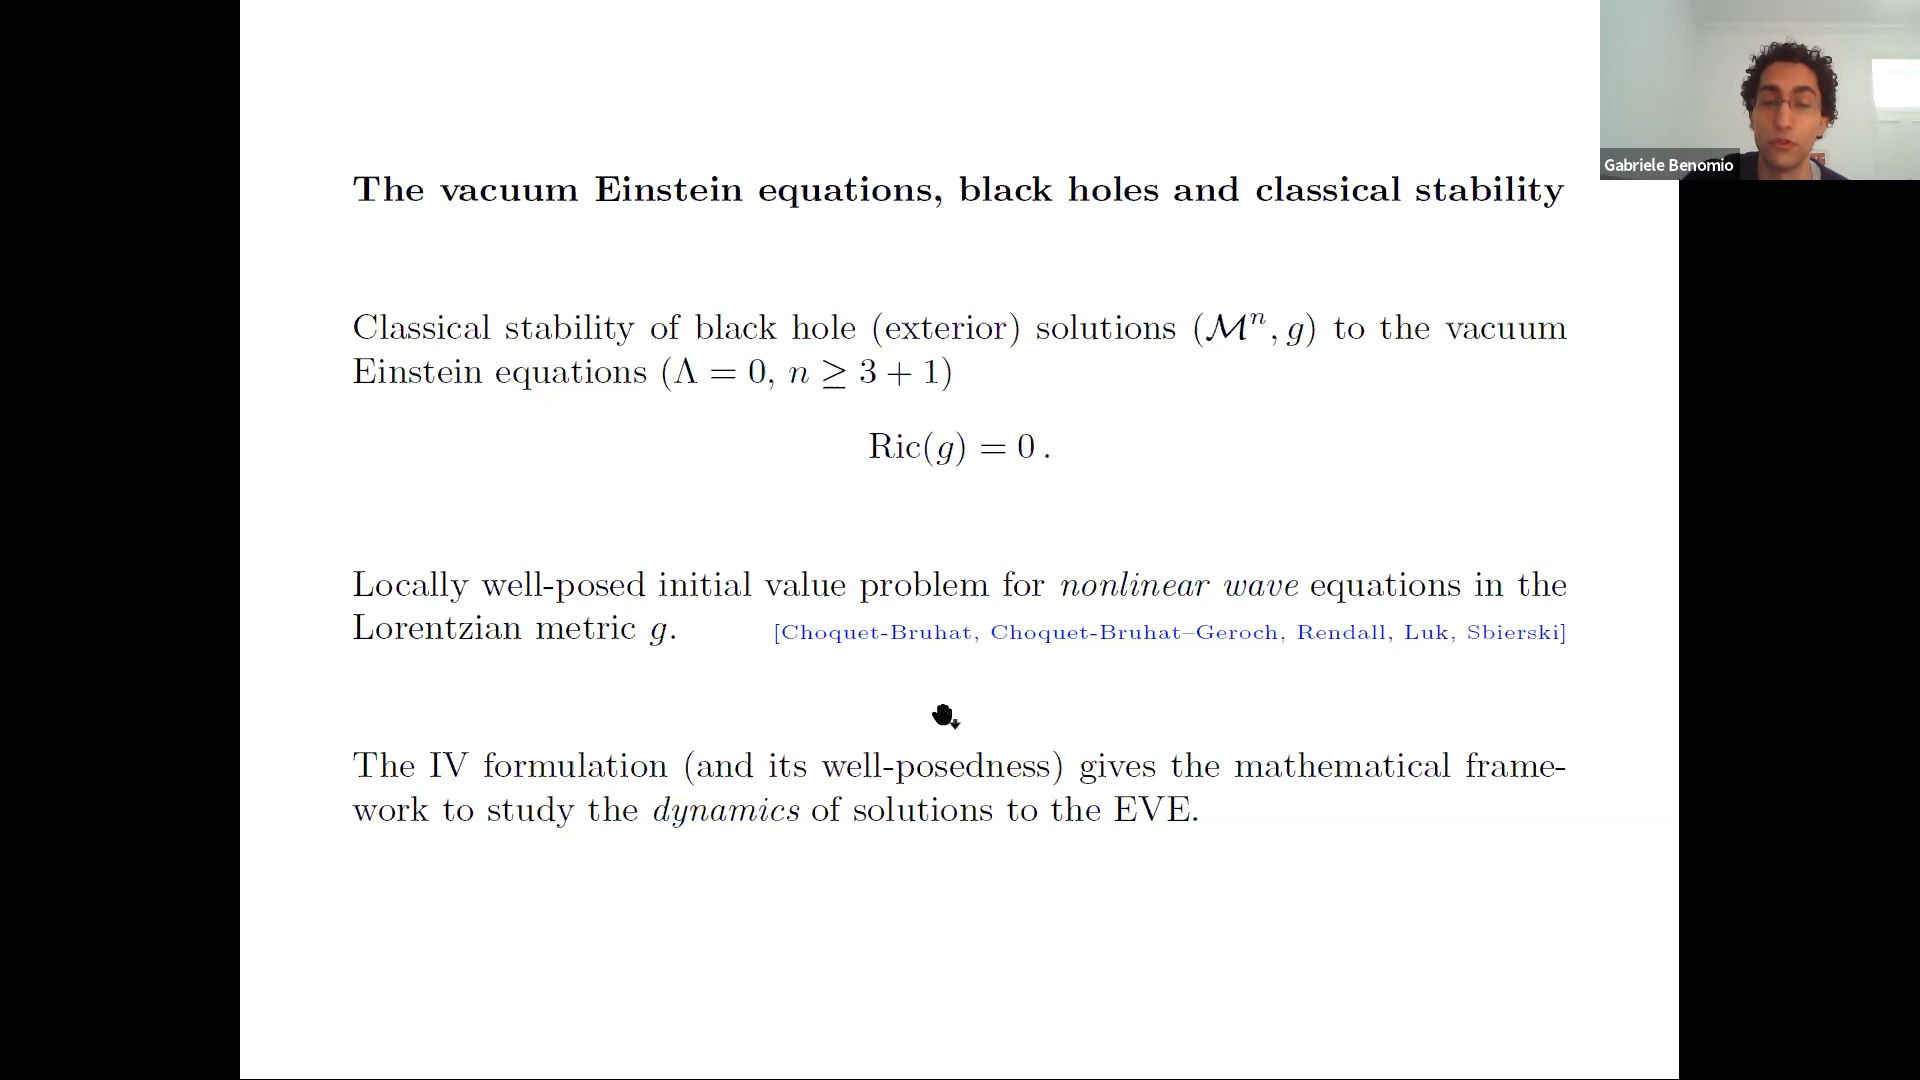 The vacuum Einstein equations, black holes and classical stability
Gabriele Benomio
Classical stability of black hole (exterior) solutions (𝓜ⁿ, g) to the vacuum
Einstein equations (Λ = 0, n ≥ 3 + 1)
Ric(g) = 0 .
Locally well-posed initial value problem for nonlinear wave equations in the
Lorentzian metric g. [Choquet-Bruhat, Choquet-Bruhat–Geroch, Rendall, Luk, Sbierski]
The IV formulation (and its well-posedness) gives the mathematical frame-
work to study the dynamics of solutions to the EVE.